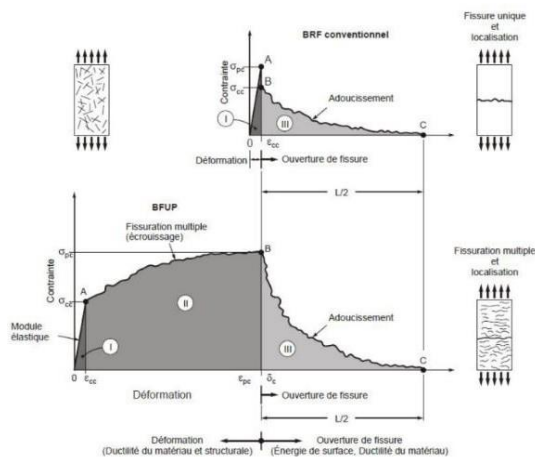 BRF conventionnel
Fissure unique
et
localisation
Contrainte
σpc
σcc
A
B
Adoucissement
I
III
C
0
εcc
Déformation
Ouverture de fissure
L/2
BFUP
Fissuration multiple
(écrouissage)
Contrainte
σpc
σcc
A
B
II
Fissuration multiple
et
localisation
Module
élastique
I
Adoucissement
III
C
0
εcc
Déformation
εpc
δc
Ouverture de fissure
L/2
Déformation
(Ductilité du matériau et structurale)
Ouverture de fissure
(Énergie de surface, Ductilité du matériau)